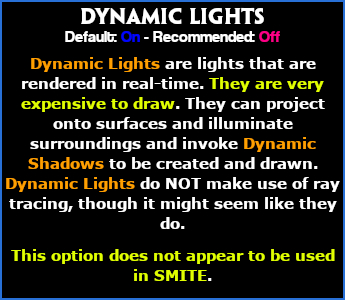 DYNAMIC LIGHTS
Default: On - Recommended: Off
Dynamic Lights are lights that are
rendered in real-time. They are very
expensive to draw. They can project
onto surfaces and illuminate
surroundings and invoke Dynamic
Shadows to be created and drawn.
Dynamic Lights do NOT make use of ray
tracing, though it might seem like they
do.
This option does not appear to be used
in SMITE.